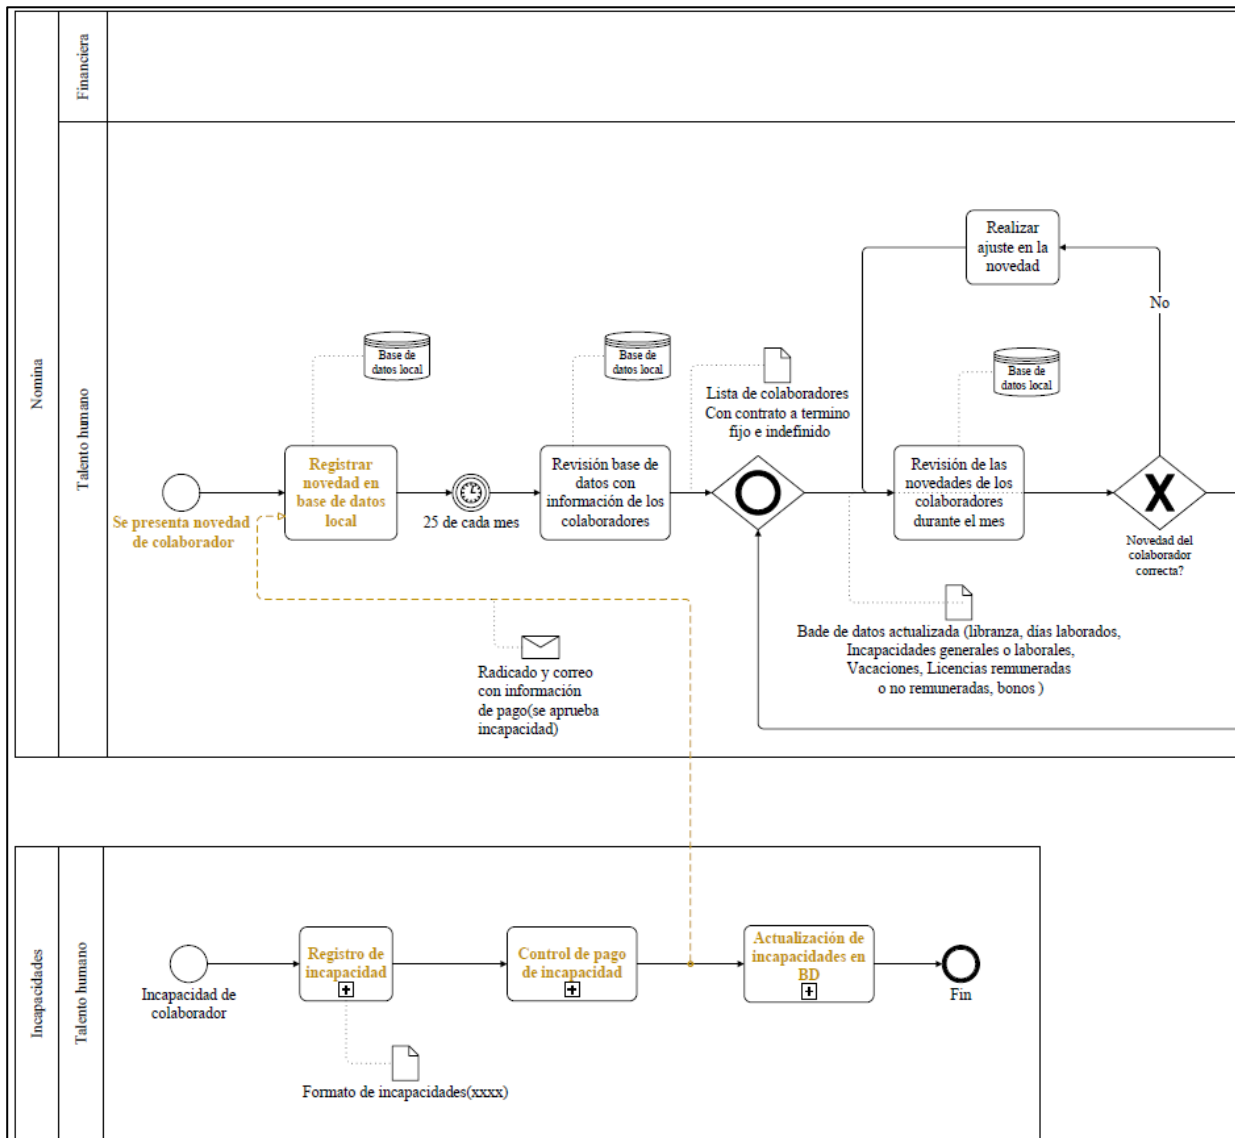 Nomina
Financiera
Talento humano
Realizar
ajuste en la
novedad
No
Base de
datos local
Base de
datos local
Base de
datos local
Lista de colaboradores
Con contrato a termino
fijo e indefinido
Se presenta novedad
de colaborador
Registrar
novedad en
base de datos
local
25 de cada mes
Revisión base de
datos con
información de los
colaboradores
Revisión de las
novedades de los
colaboradores
durante el mes
X
Novedad del
colaborador
correcta?
Bade de datos actualizada (libranza, días laborados,
Incapacidades generales o laborales,
Vacaciones, Licencias remuneradas
o no remuneradas, bonos )
Radicado y correo
con información
de pago(se aprueba
incapacidad)
Incapacidades
Talento humano
Incapacidad de
colaborador
Registro de
incapacidad
Control de pago
de incapacidad
Actualización de
incapacidades en
BD
Fin
Formato de incapacidades(xxxx)